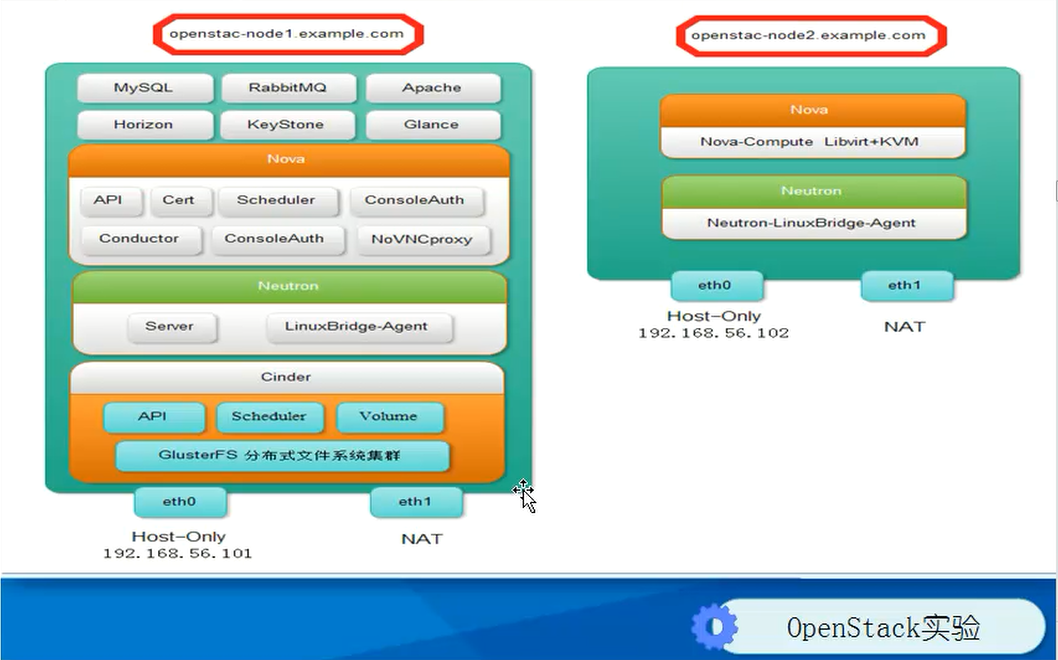 openstac-node1.example.com
MySQL RabbitMQ Apache
Horizon KeyStone Glance
Nova
API Cert Scheduler ConsoleAuth
Conductor ConsoleAuth NoVNCproxy
Neutron
Server LinuxBridge-Agent
Cinder
API Scheduler Volume
GlusterFS 分布式文件系统集群
eth0 eth1
Host-Only NAT
192.168.56.101
openstac-node2.example.com
Nova
Nova-Compute Libvirt+KVM
Neutron
Neutron-LinuxBridge-Agent
eth0 eth1
Host-Only NAT
192.168.56.102
OpenStack实验